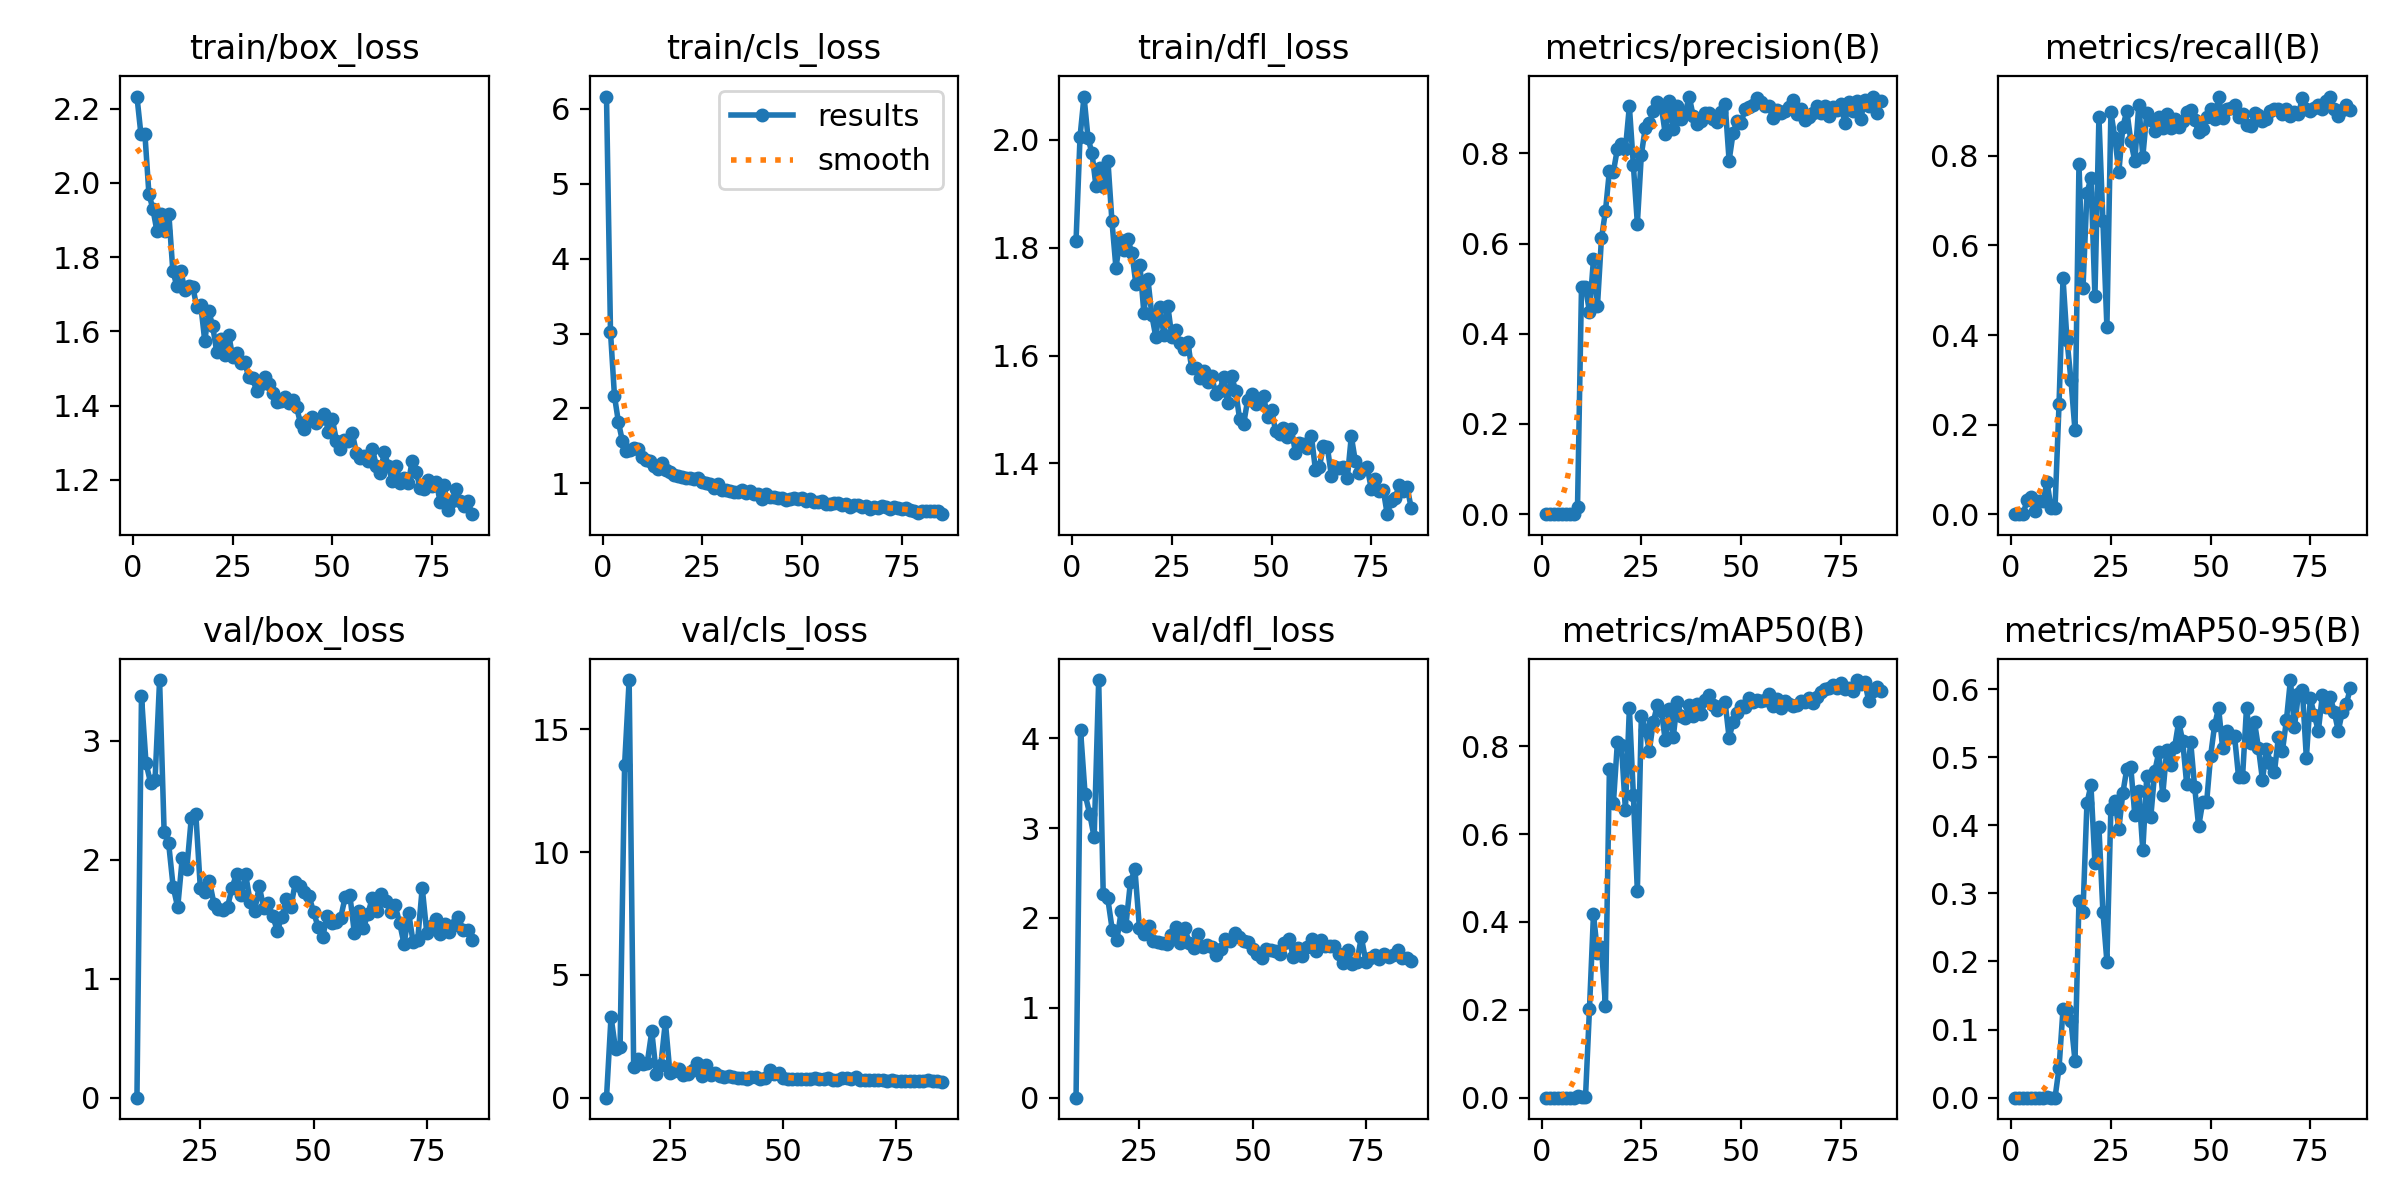 train/box_loss
2.2
2.0
1.8
1.6
1.4
1.2
0 25 50 75
train/cls_loss
results
smooth
6
5
4
3
2
1
0 25 50 75
train/dfl_loss
2.0
1.8
1.6
1.4
0 25 50 75
metrics/precision(B)
0.8
0.6
0.4
0.2
0.0
0 25 50 75
metrics/recall(B)
0.8
0.6
0.4
0.2
0.0
0 25 50 75
val/box_loss
3
2
1
0
25 50 75
val/cls_loss
15
10
5
0
25 50 75
val/dfl_loss
4
3
2
1
0
25 50 75
metrics/mAP50(B)
0.8
0.6
0.4
0.2
0.0
0 25 50 75
metrics/mAP50-95(B)
0.6
0.5
0.4
0.3
0.2
0.1
0.0
0 25 50 75